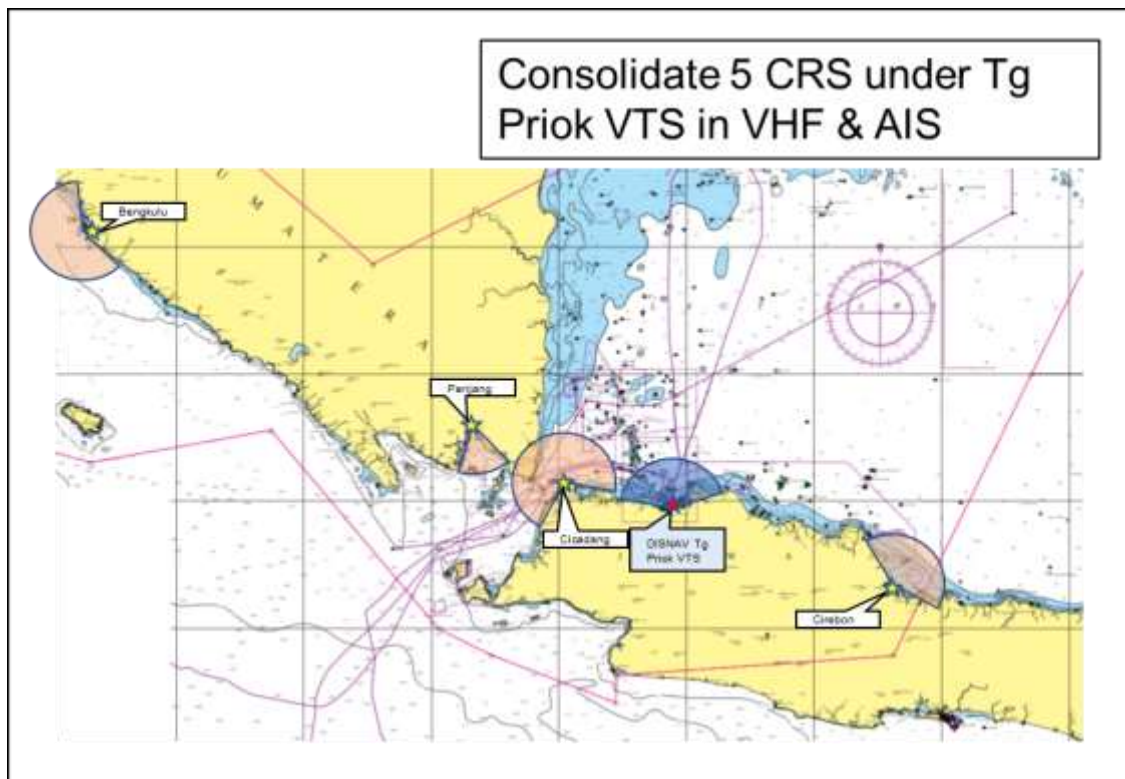 Consolidate 5 CRS under Tg
Priok VTS in VHF & AIS
Bengkulu
Panjang
Cigading
DISNAV Tg
Priok VTS
Cirebon